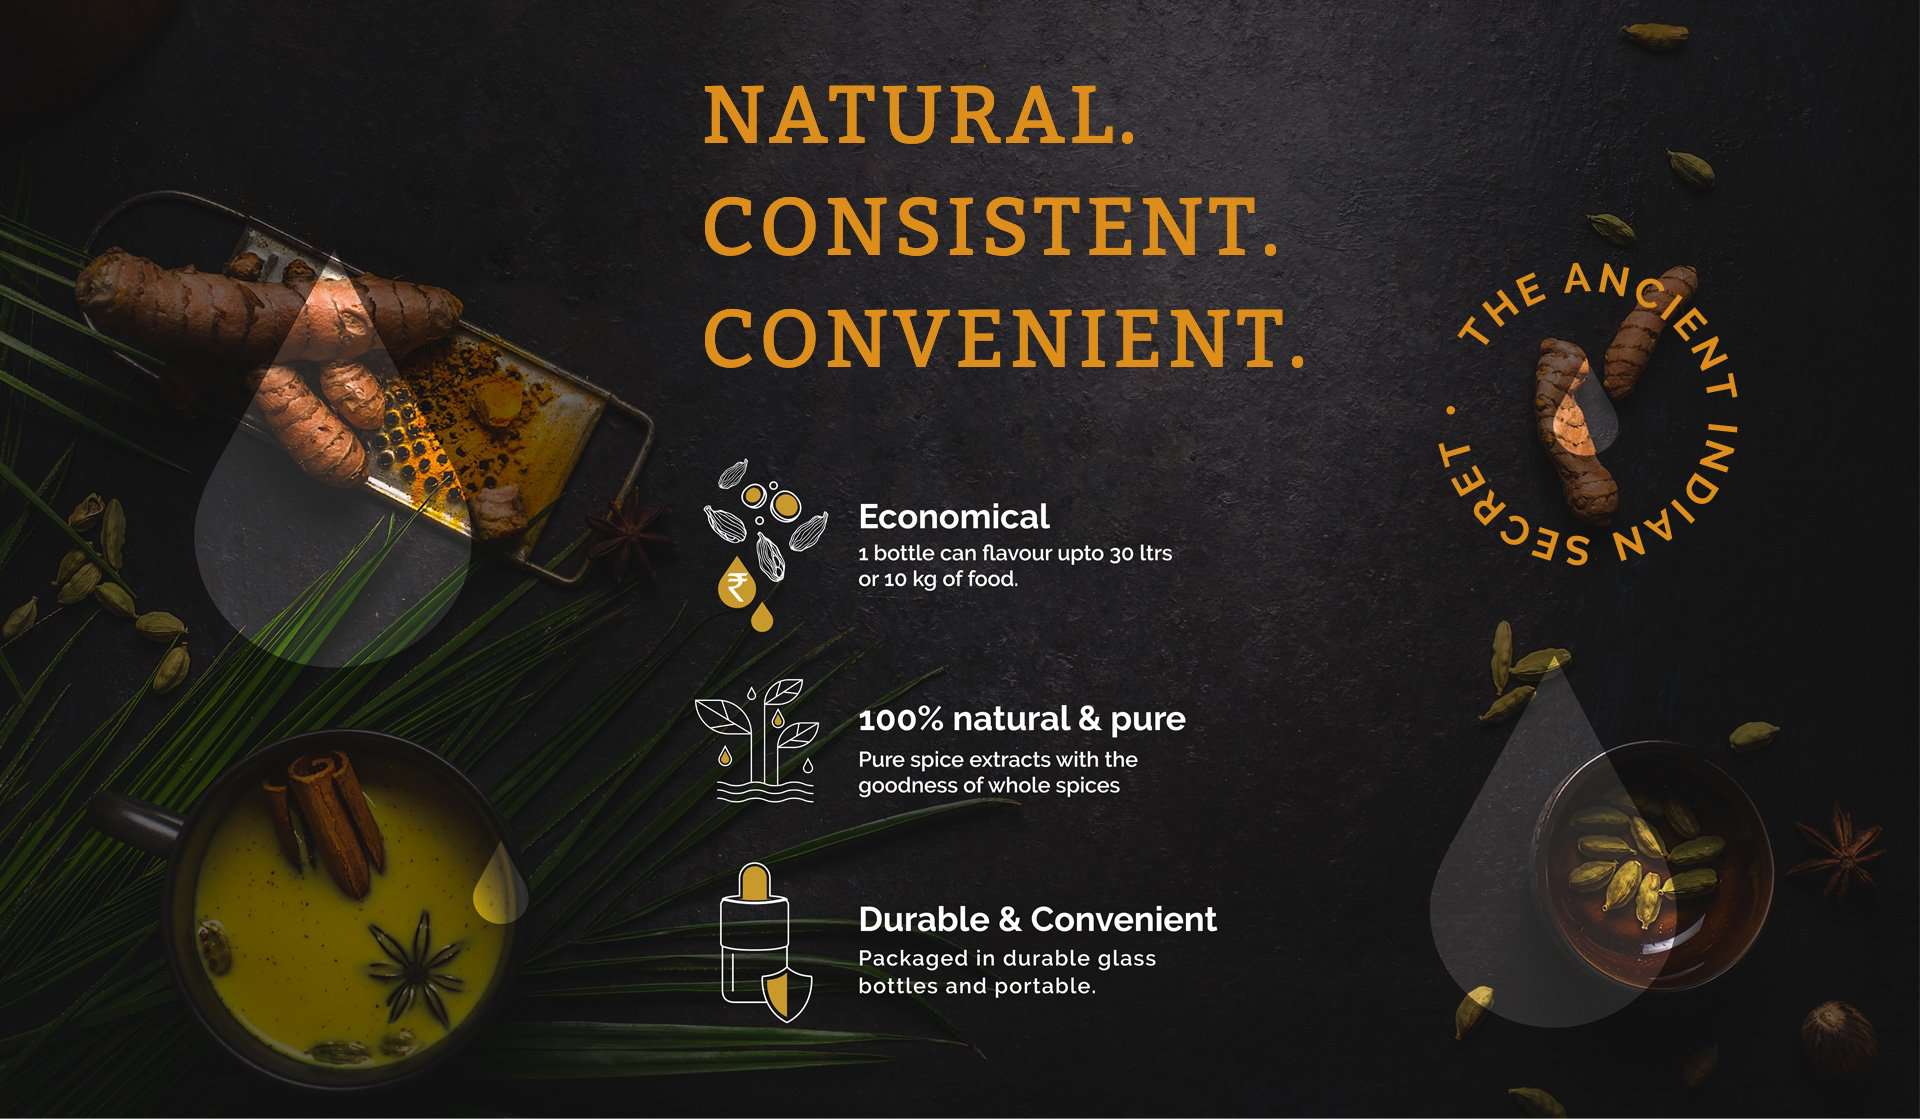 NATURAL.
CONSISTENT.
CONVENIENT.
THE ANCIENT INDIAN SECRET •
₹
Economical
1 bottle can flavour upto 30 ltrs
or 10 kg of food.
100% natural & pure
Pure spice extracts with the
goodness of whole spices
Durable & Convenient
Packaged in durable glass
bottles and portable.